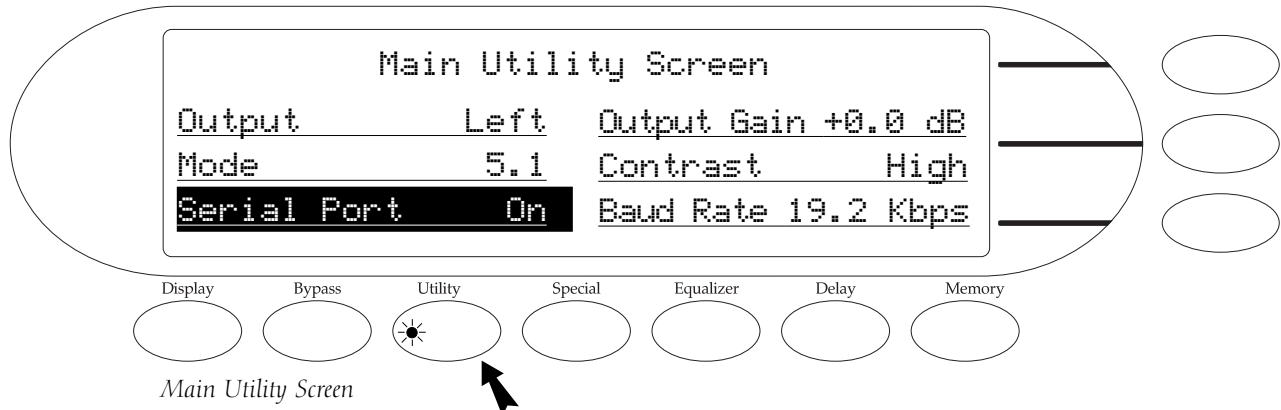 Main Utility Screen
Output Left Output Gain +0.0 dB
Mode 5.1 Contrast High
Serial Port On Baud Rate 19.2 Kbps
Display Bypass Utility Special Equalizer Delay Memory
Main Utility Screen